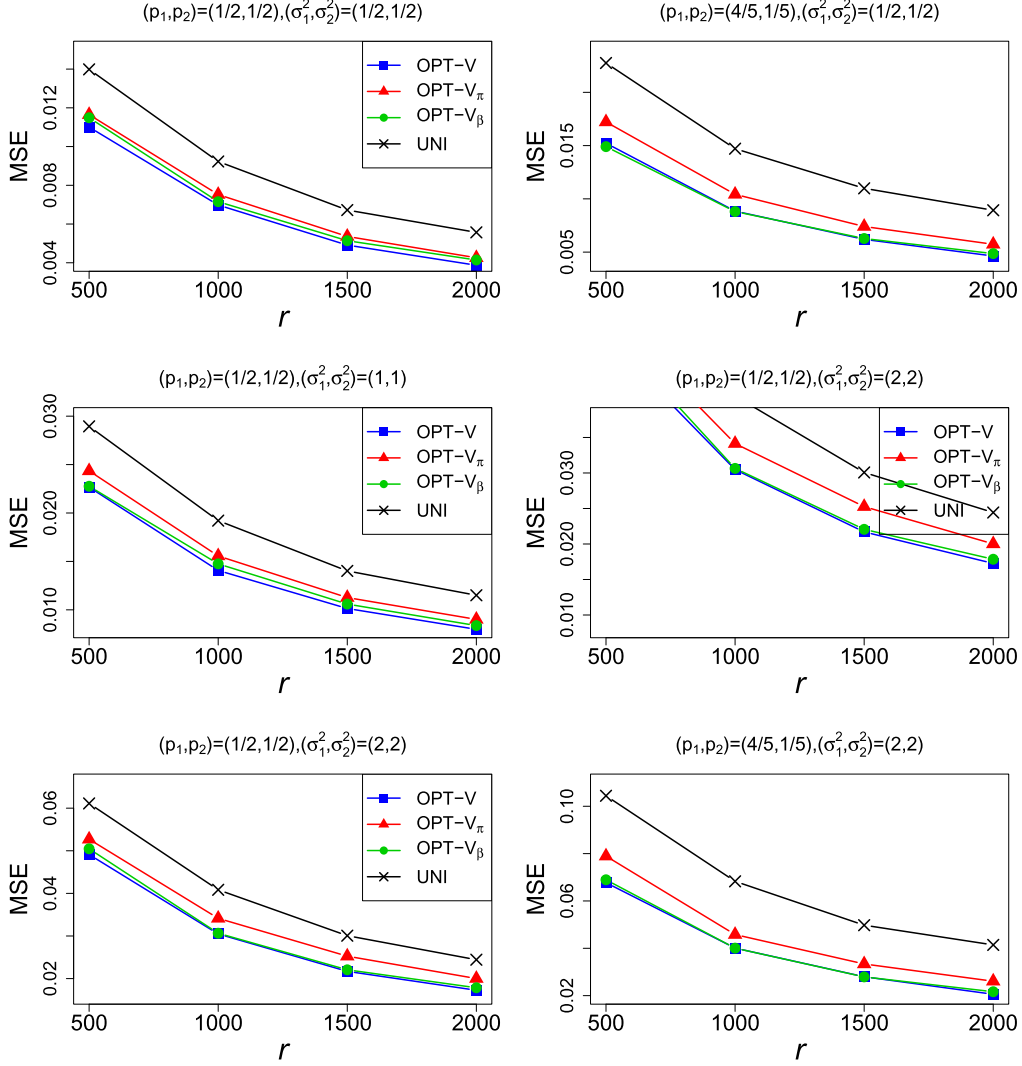 (p₁,p₂)=(1/2,1/2),(σ₁²,σ₂²)=(1/2,1/2)
MSE
0.004 0.008 0.012
500 1000 1500 2000
r
OPT−V
OPT−Vπ
OPT−Vβ
UNI
(p₁,p₂)=(4/5,1/5),(σ₁²,σ₂²)=(1/2,1/2)
MSE
0.005 0.015
500 1000 1500 2000
r
(p₁,p₂)=(1/2,1/2),(σ₁²,σ₂²)=(1,1)
MSE
0.010 0.020 0.030
500 1000 1500 2000
r
OPT−V
OPT−Vπ
OPT−Vβ
UNI
(p₁,p₂)=(1/2,1/2),(σ₁²,σ₂²)=(2,2)
MSE
0.010 0.020 0.030
500 1000 1500 2000
r
OPT−V
OPT−Vπ
OPT−Vβ
UNI
(p₁,p₂)=(1/2,1/2),(σ₁²,σ₂²)=(2,2)
MSE
0.02 0.04 0.06
500 1000 1500 2000
r
OPT−V
OPT−Vπ
OPT−Vβ
UNI
(p₁,p₂)=(4/5,1/5),(σ₁²,σ₂²)=(2,2)
MSE
0.02 0.06 0.10
500 1000 1500 2000
r